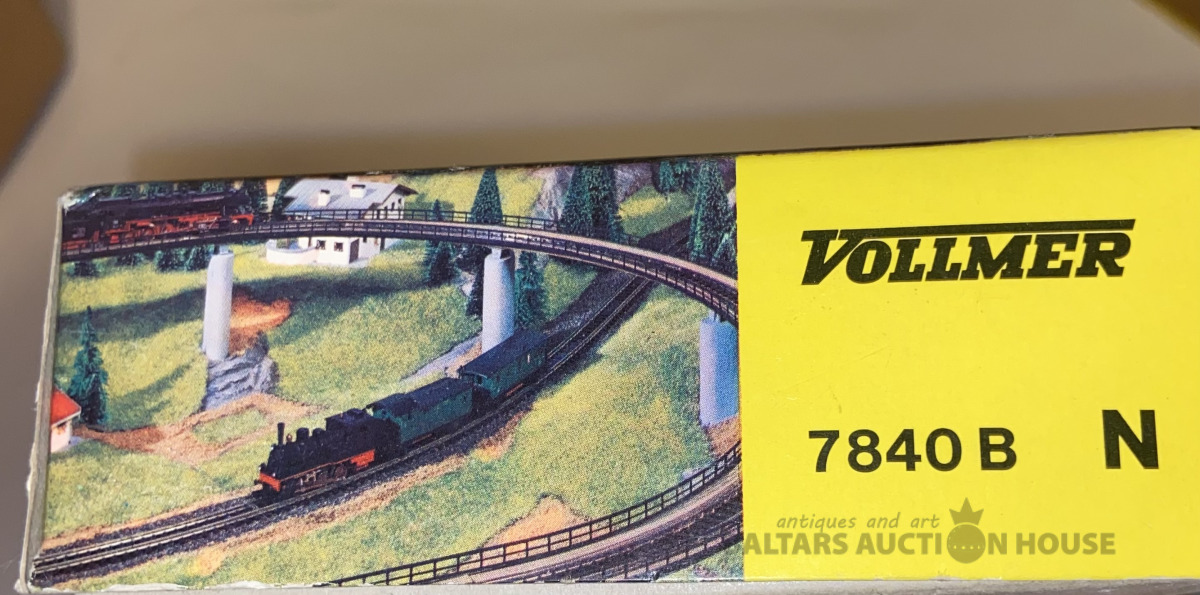 VOLLMER
7840 B N
antiques and art
ALTARS AUCTION HOUSE